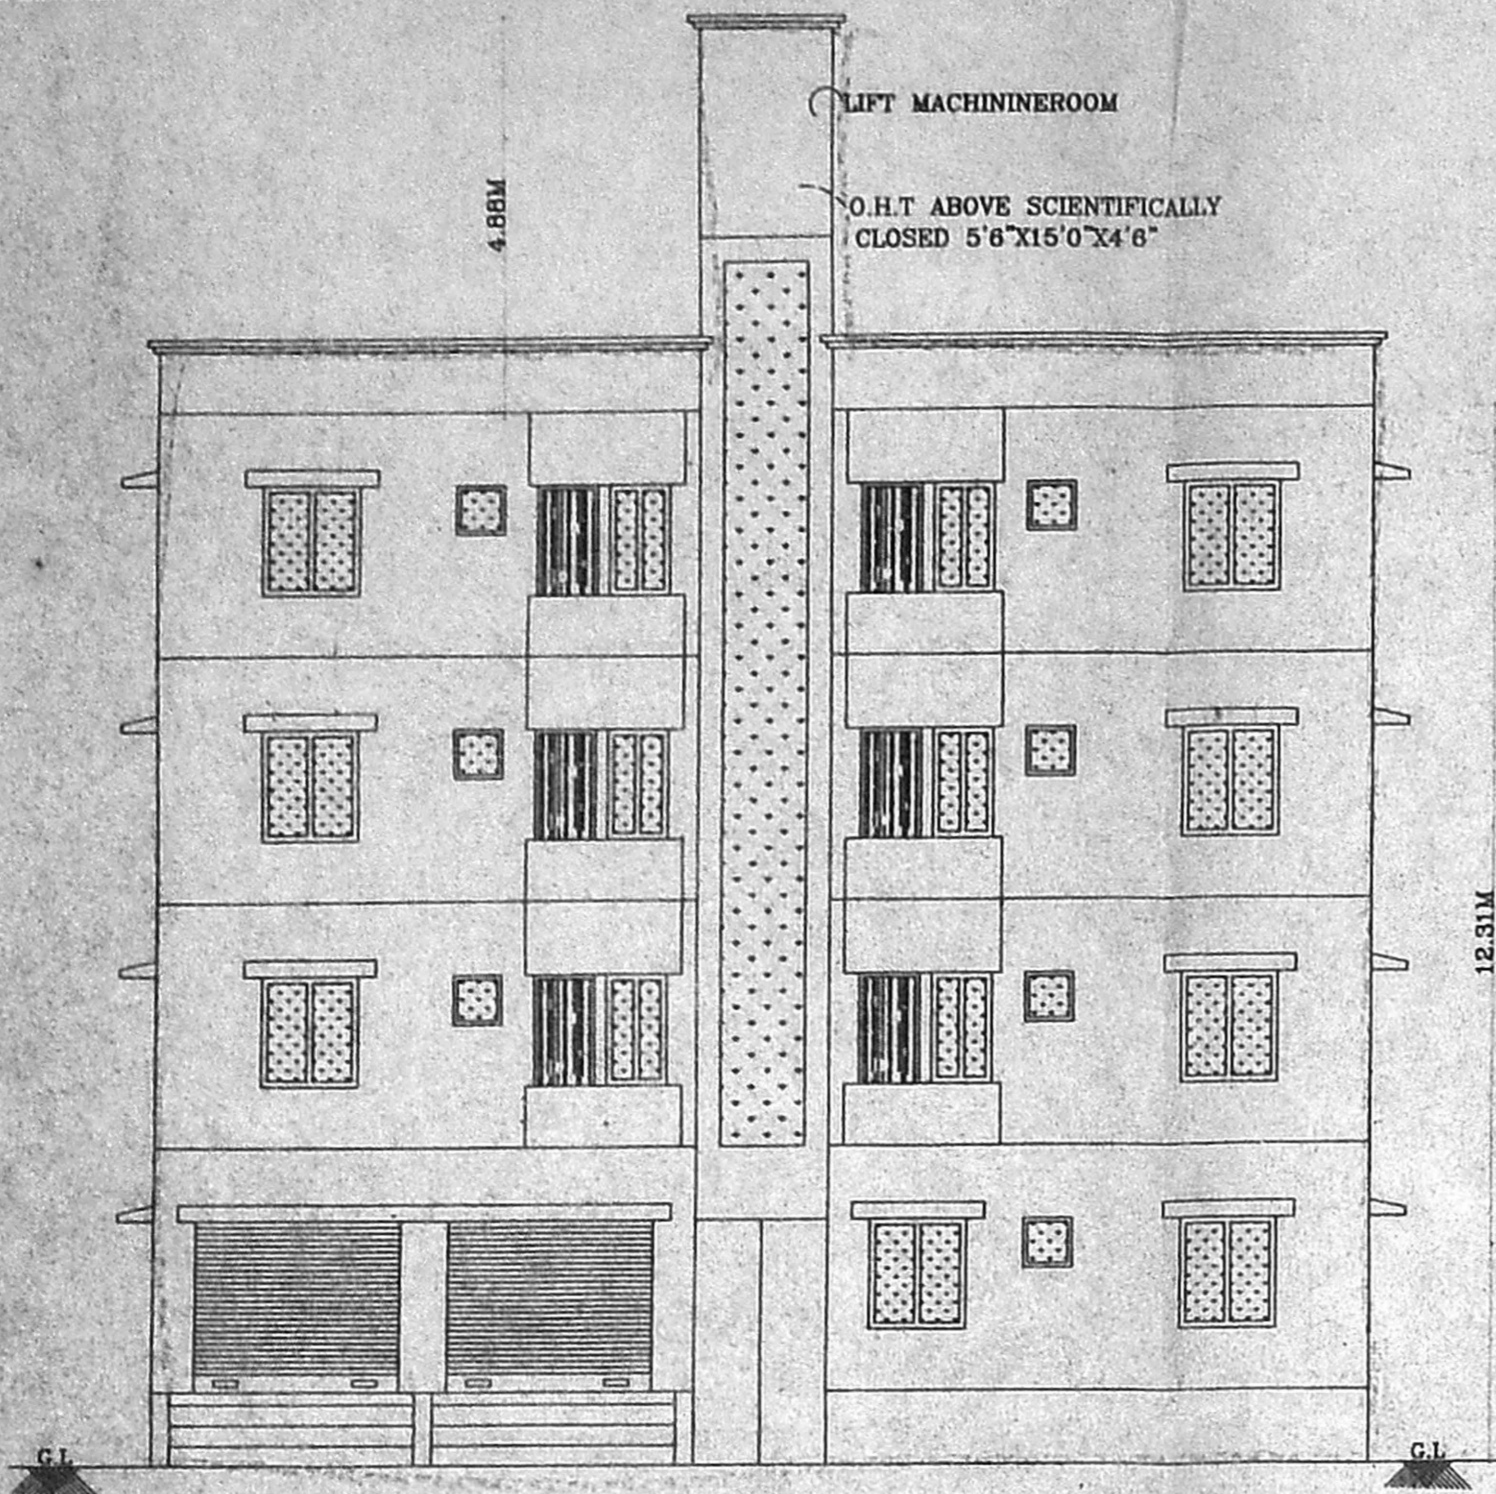 LIFT MACHININEROOM
4.88M
O.H.T ABOVE SCIENTIFICALLY
CLOSED 5'6"X15'0"X4'6"
12.31M
G.L
G.L